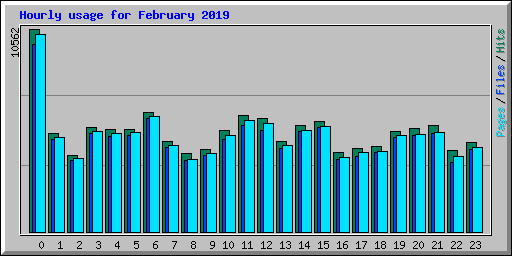 Hourly usage for February 2019
10562
Pages/Files/Hits
0 1 2 3 4 5 6 7 8 9 10 11 12 13 14 15 16 17 18 19 20 21 22 23